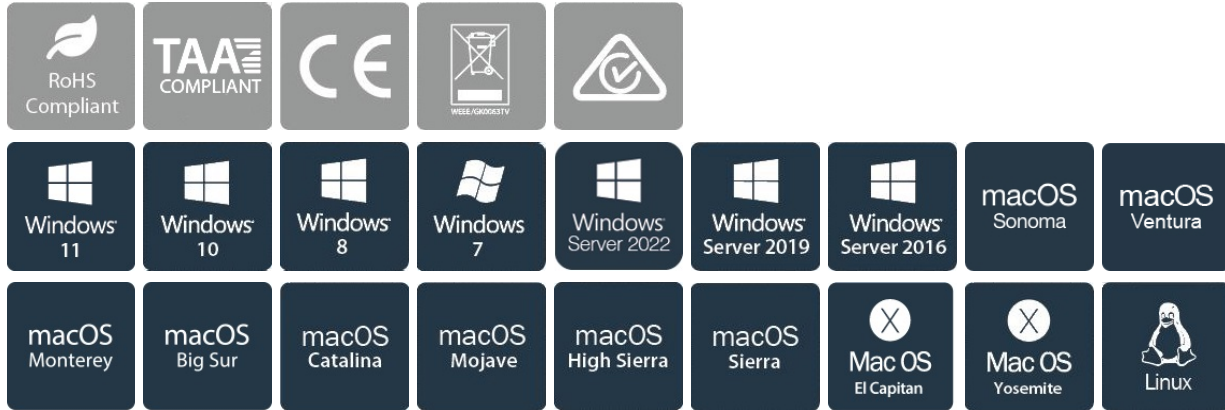 RoHS
Compliant
TAA
COMPLIANT
CE
WEEE/GK0063TV
Windows
11
Windows
10
Windows
8
Windows
7
Windows
Server 2022
Windows
Server 2019
Windows
Server 2016
macOS
Sonoma
macOS
Ventura
macOS
Monterey
macOS
Big Sur
macOS
Catalina
macOS
Mojave
macOS
High Sierra
macOS
Sierra
X
Mac OS
El Capitan
X
Mac OS
Yosemite
Linux